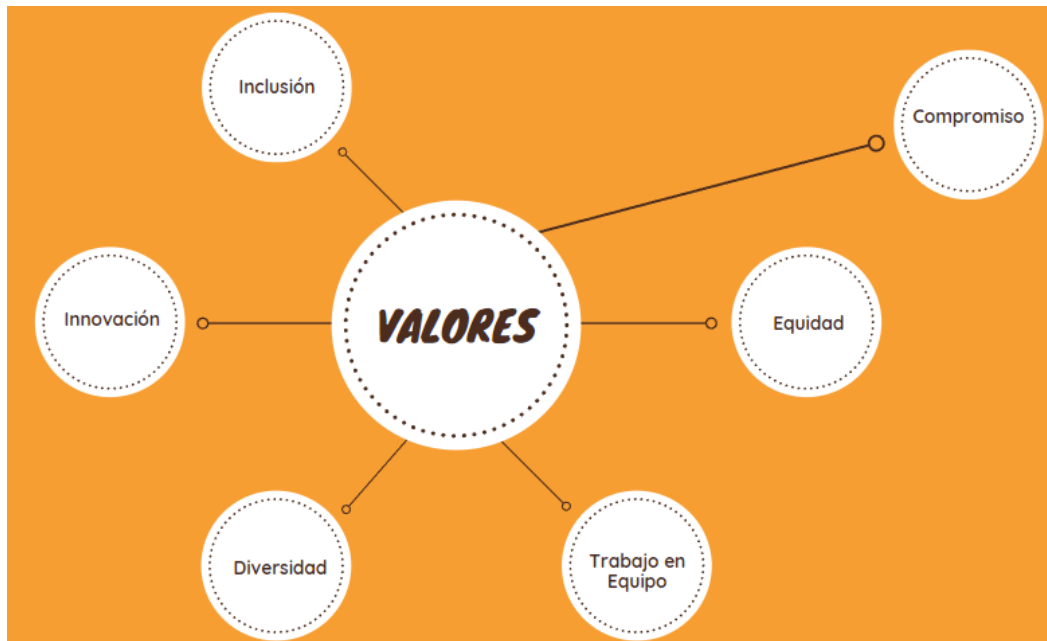 Inclusión
Compromiso
Innovación
VALORES
Equidad
Diversidad
Trabajo en
Equipo